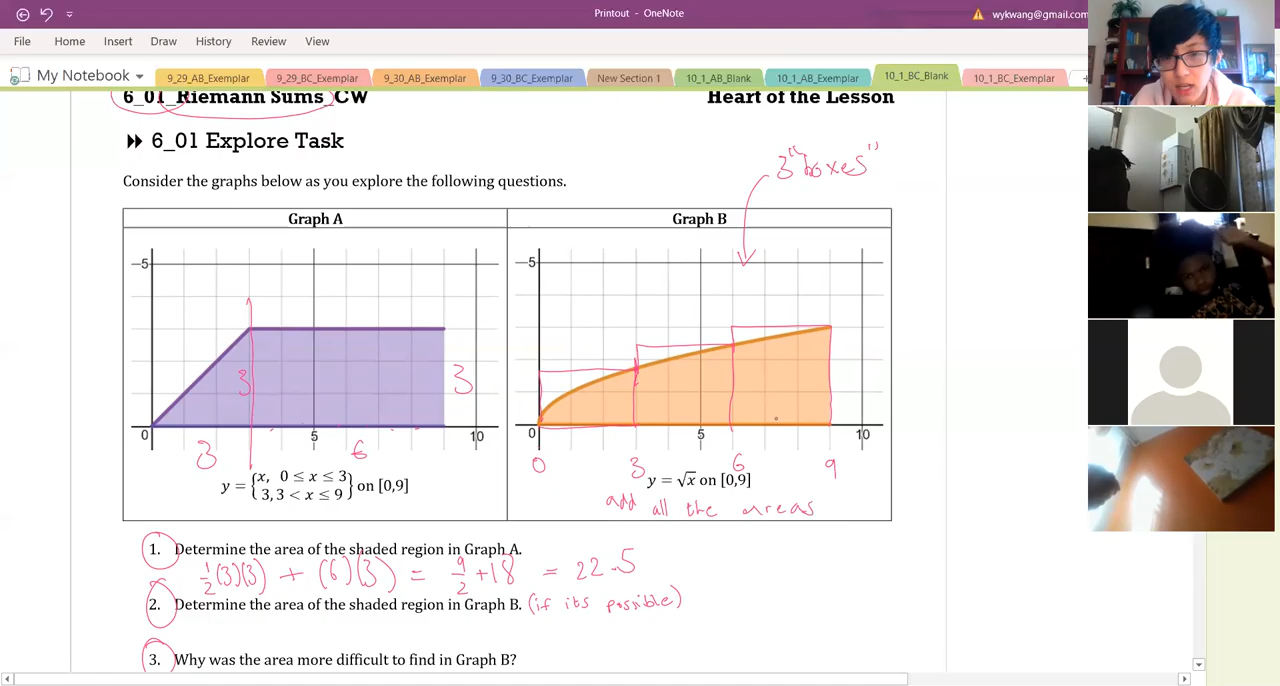 Printout - OneNote
wykwang@gmail.com
File Home Insert Draw History Review View
My Notebook 9_29_AB_Exemplar 9_29_BC_Exemplar 9_30_AB_Exemplar 9_30_BC_Exemplar New Section 1 10_1_AB_Blank 10_1_AB_Exemplar 10_1_BC_Blank 10_1_BC_Exemplar
6_01_Riemann Sums_CW Heart of the Lesson
6_01 Explore Task
3 "boxes"
Consider the graphs below as you explore the following questions.
Graph A Graph B
5 5
3 3
0 5 10 0 5 10
3 6 0 3 6 9
y = {x, 0 ≤ x ≤ 3
3, 3 < x ≤ 9} on [0,9]
y = √x on [0,9]
add all the areas
1. Determine the area of the shaded region in Graph A.
1/2 (3)(3) + (6)(3) = 9/2 + 18 = 22.5
2. Determine the area of the shaded region in Graph B. (if its possible)
3. Why was the area more difficult to find in Graph B?